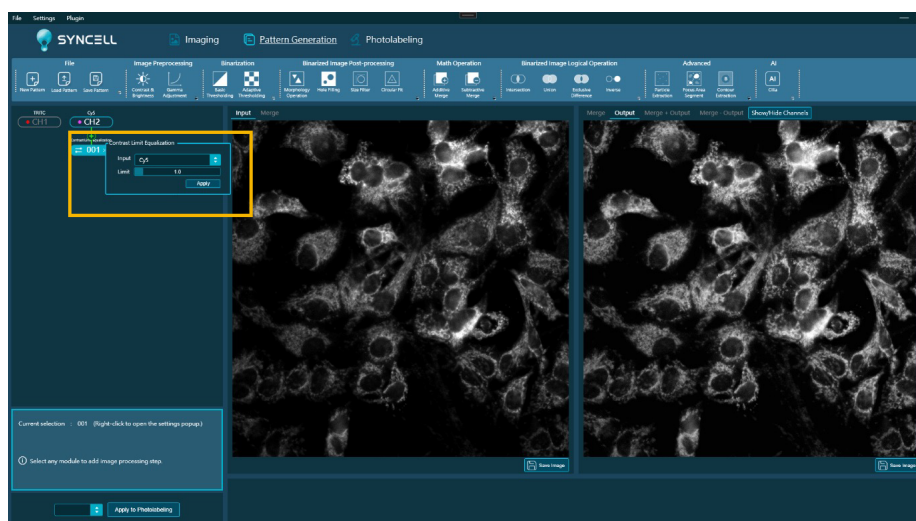 File Settings Plugin
SYNCELL Imaging Pattern Generation Photolabeling
File Image Preprocessing Binarization Binarized Image Post-processing Math Operation Binarized Image Logical Operation Advanced AI
New Pattern Load Pattern Save Pattern Contrast & Brightness Gamma Adjustment Basic Thresholding Adaptive Thresholding Morphology Operation Hole Filling Size Filter Circular Fit Additive Merge Subtractive Merge Intersection Union Exclusive Difference Inverse Particle Extraction Focus Area Segment Contour Extraction
AI
TRITC Cy5
CH1 CH2
Input Merge
Merge Output Merge + Output Merge - Output Show/Hide Channels
001
Contrast Limit Equalization
Input Cy5
Limit 1.0
Apply
Current selection : 001 (Right-click to open the settings popup.)
Select any module to add image processing step.
Save Image
Save Image
Apply to Photolabeling